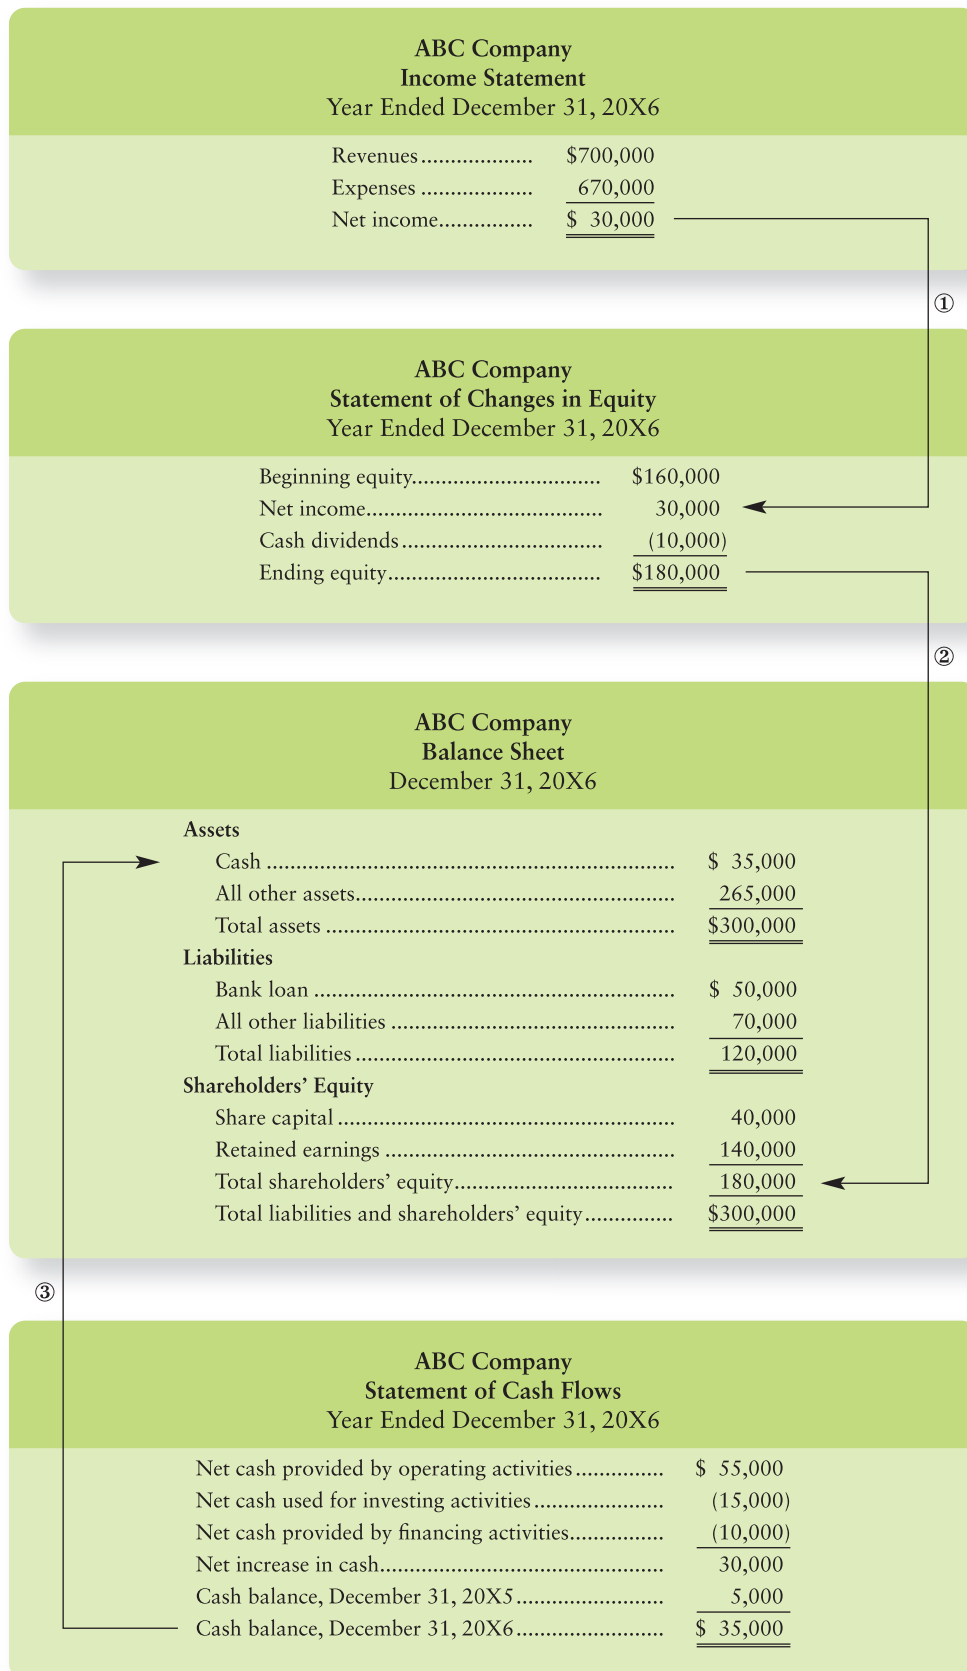 ABC Company
Income Statement
Year Ended December 31, 20X6
Revenues................... $700,000
Expenses ................... 670,000
Net income................ $ 30,000
①
ABC Company
Statement of Changes in Equity
Year Ended December 31, 20X6
Beginning equity................................ $160,000
Net income........................................ 30,000
Cash dividends.................................. (10,000)
Ending equity.................................... $180,000
②
ABC Company
Balance Sheet
December 31, 20X6
Assets
Cash ..................................................................... $ 35,000
All other assets...................................................... 265,000
Total assets ........................................................... $300,000
Liabilities
Bank loan ............................................................. $ 50,000
All other liabilities ................................................ 70,000
Total liabilities ...................................................... 120,000
Shareholders’ Equity
Share capital ......................................................... 40,000
Retained earnings ................................................. 140,000
Total shareholders’ equity..................................... 180,000
Total liabilities and shareholders’ equity............... $300,000
③
ABC Company
Statement of Cash Flows
Year Ended December 31, 20X6
Net cash provided by operating activities............... $ 55,000
Net cash used for investing activities...................... (15,000)
Net cash provided by financing activities................ (10,000)
Net increase in cash................................................ 30,000
Cash balance, December 31, 20X5......................... 5,000
Cash balance, December 31, 20X6......................... $ 35,000